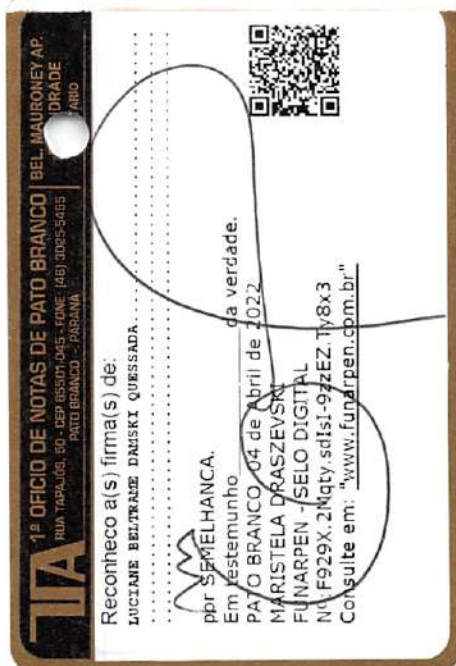 1º OFÍCIO DE NOTAS DE PATO BRANCO
RUA TAPAJÓS, 50 - CEP 85501-045 - FONE: (46) 3025-5455
PATO BRANCO - PARANÁ
BEL. MAURONEY AP.
Reconheco a(s) firma(s) de:
LUCIANE BELTRAME DAMSKI QUESSADA
por SEMELHANCA.
Em testemunho da verdade.
PATO BRANCO, 04 de Abril de 2022
MARISTELA DRASZEVSKI
FUNARPEN - SELO DIGITAL
Nº: F929X.2Nqty.sdIsI-9zzEZ.Ty8x3
Consulte em: "www.funarpen.com.br"